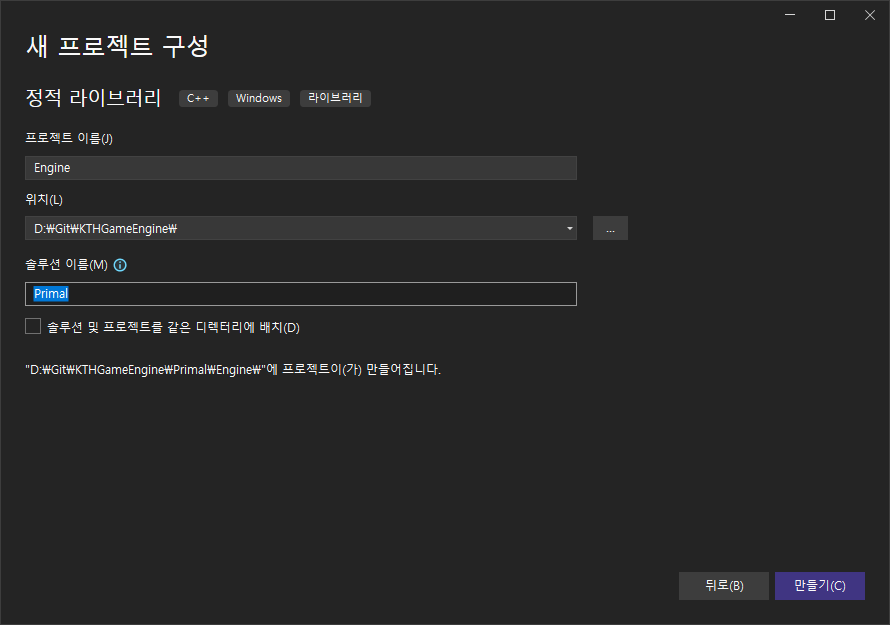 새 프로젝트 구성
정적 라이브러리 C++ Windows 라이브러리
프로젝트 이름(J)
Engine
위치(L)
D:₩Git₩KTHGameEngine₩ ...
솔루션 이름(M)
Primal
솔루션 및 프로젝트를 같은 디렉터리에 배치(D)
"D:₩Git₩KTHGameEngine₩Primal₩Engine₩"에 프로젝트이(가) 만들어집니다.
뒤로(B) 만들기(C)